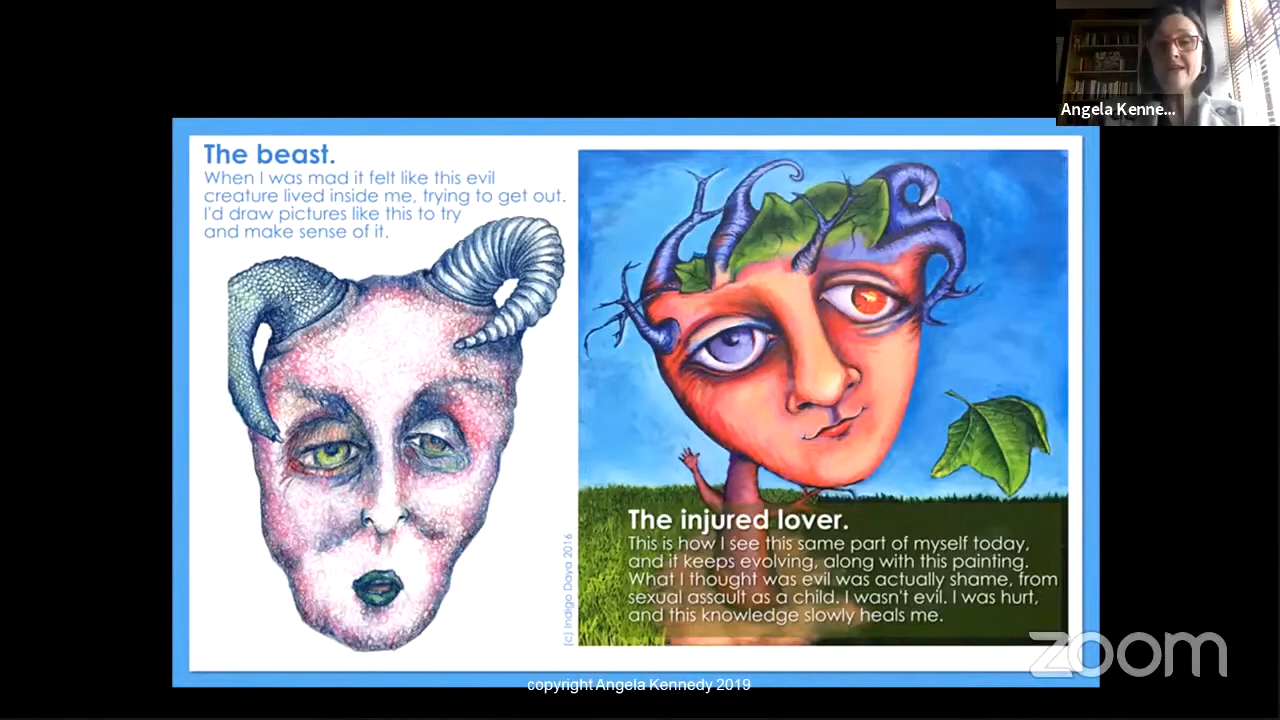 Angela Kenne...
The beast.
When I was mad it felt like this evil
creature lived inside me, trying to get out.
I'd draw pictures like this to try
and make sense of it.
(c) Indigo Daya 2016
The injured lover.
This is how I see this same part of myself today,
and it keeps evolving, along with this painting.
What I thought was evil was actually shame, from
sexual assault as a child. I wasn't evil. I was hurt,
and this knowledge slowly heals me.
zoom
copyright Angela Kennedy 2019